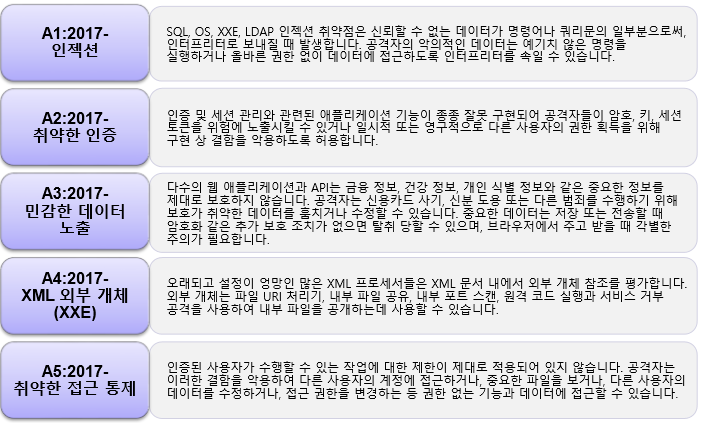 A1:2017-
인젝션
SQL, OS, XXE, LDAP 인젝션 취약점은 신뢰할 수 없는 데이터가 명령어나 쿼리문의 일부분으로써,
인터프리터로 보내질 때 발생합니다. 공격자의 악의적인 데이터는 예기치 않은 명령을
실행하거나 올바른 권한 없이 데이터에 접근하도록 인터프리터를 속일 수 있습니다.
A2:2017-
취약한 인증
인증 및 세션 관리와 관련된 애플리케이션 기능이 종종 잘못 구현되어 공격자들이 암호, 키, 세션
토큰을 위험에 노출시킬 수 있거나 일시적 또는 영구적으로 다른 사용자의 권한 획득을 위해
구현 상 결함을 악용하도록 허용합니다.
A3:2017-
민감한 데이터
노출
다수의 웹 애플리케이션과 API는 금융 정보, 건강 정보, 개인 식별 정보와 같은 중요한 정보를
제대로 보호하지 않습니다. 공격자는 신용카드 사기, 신분 도용 또는 다른 범죄를 수행하기 위해
보호가 취약한 데이터를 훔치거나 수정할 수 있습니다. 중요한 데이터는 저장 또는 전송할 때
암호화 같은 추가 보호 조치가 없으면 탈취 당할 수 있으며, 브라우저에서 주고 받을 때 각별한
주의가 필요합니다.
A4:2017-
XML 외부 개체
(XXE)
오래되고 설정이 엉망인 많은 XML 프로세서들은 XML 문서 내에서 외부 개체 참조를 평가합니다.
외부 개체는 파일 URI 처리기, 내부 파일 공유, 내부 포트 스캔, 원격 코드 실행과 서비스 거부
공격을 사용하여 내부 파일을 공개하는데 사용할 수 있습니다.
A5:2017-
취약한 접근 통제
인증된 사용자가 수행할 수 있는 작업에 대한 제한이 제대로 적용되어 있지 않습니다. 공격자는
이러한 결함을 악용하여 다른 사용자의 계정에 접근하거나, 중요한 파일을 보거나, 다른 사용자의
데이터를 수정하거나, 접근 권한을 변경하는 등 권한 없는 기능과 데이터에 접근할 수 있습니다.